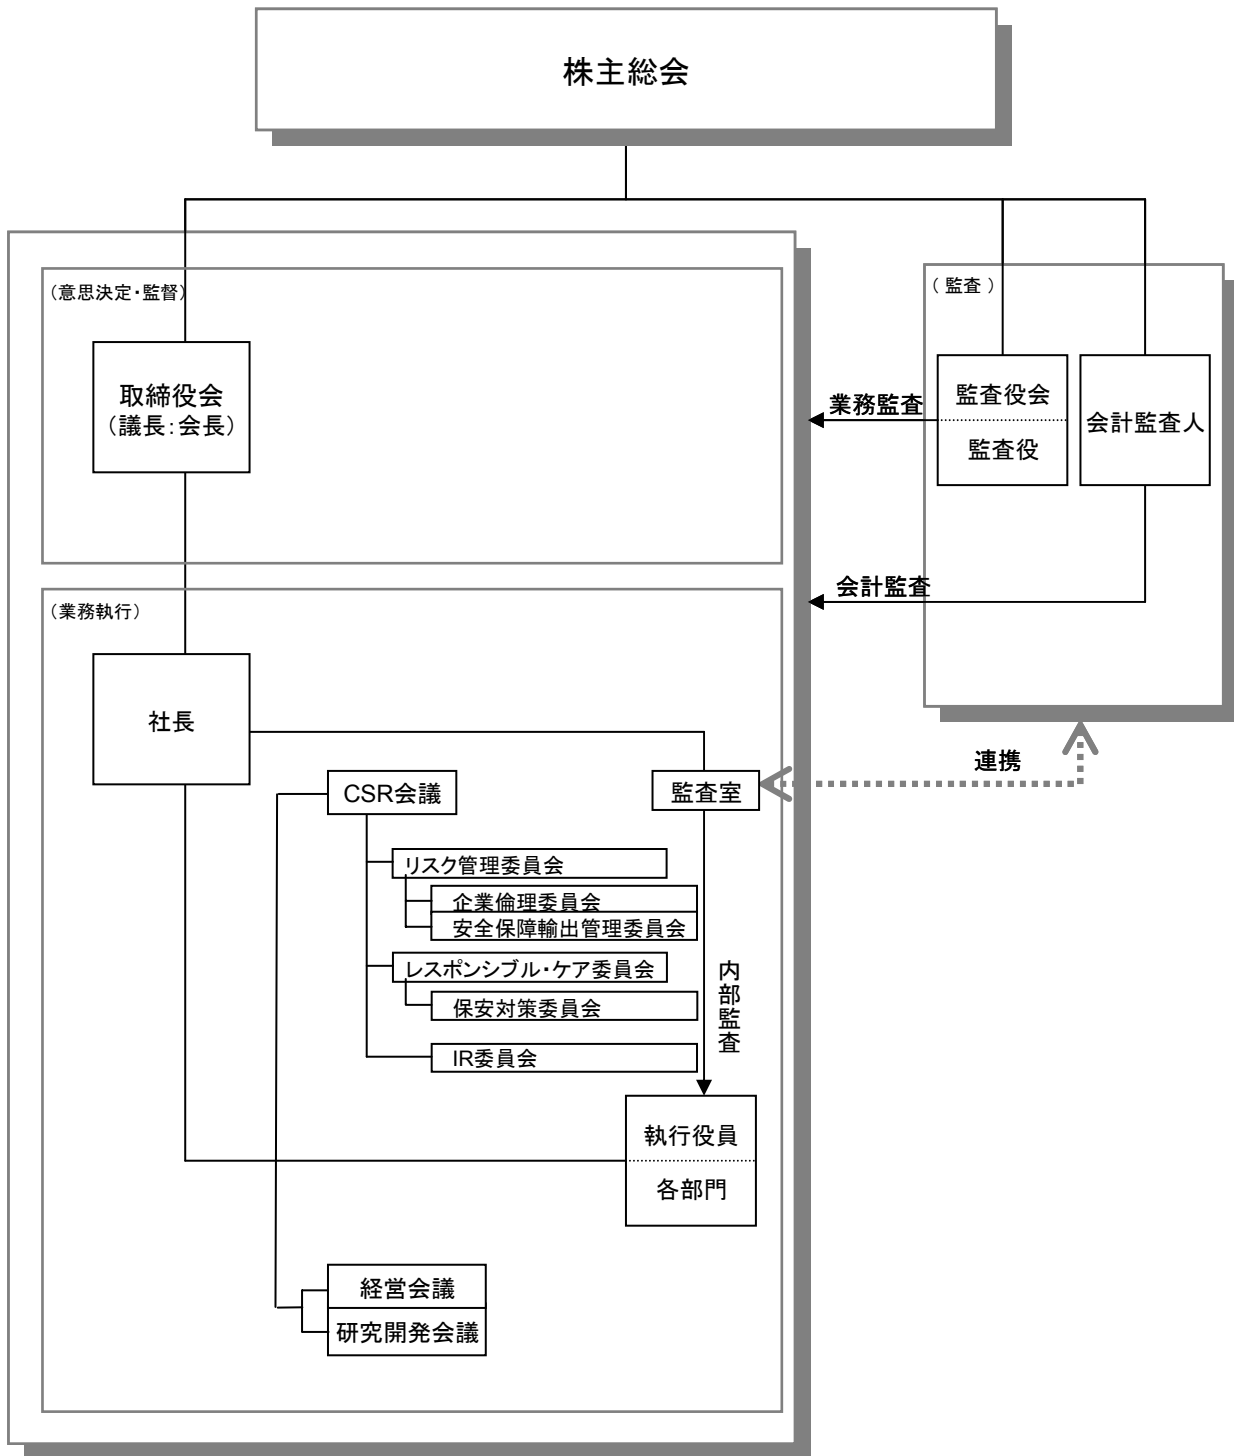 株主総会
（意思決定・監督）
取締役会
（議長：会長）
（監査）
監査役会
監査役
会計監査人
業務監査
会計監査
（業務執行）
社長
連携
CSR会議
監査室
リスク管理委員会
企業倫理委員会
安全保障輸出管理委員会
レスポンシブル・ケア委員会
保安対策委員会
IR委員会
内部監査
執行役員
各部門
経営会議
研究開発会議